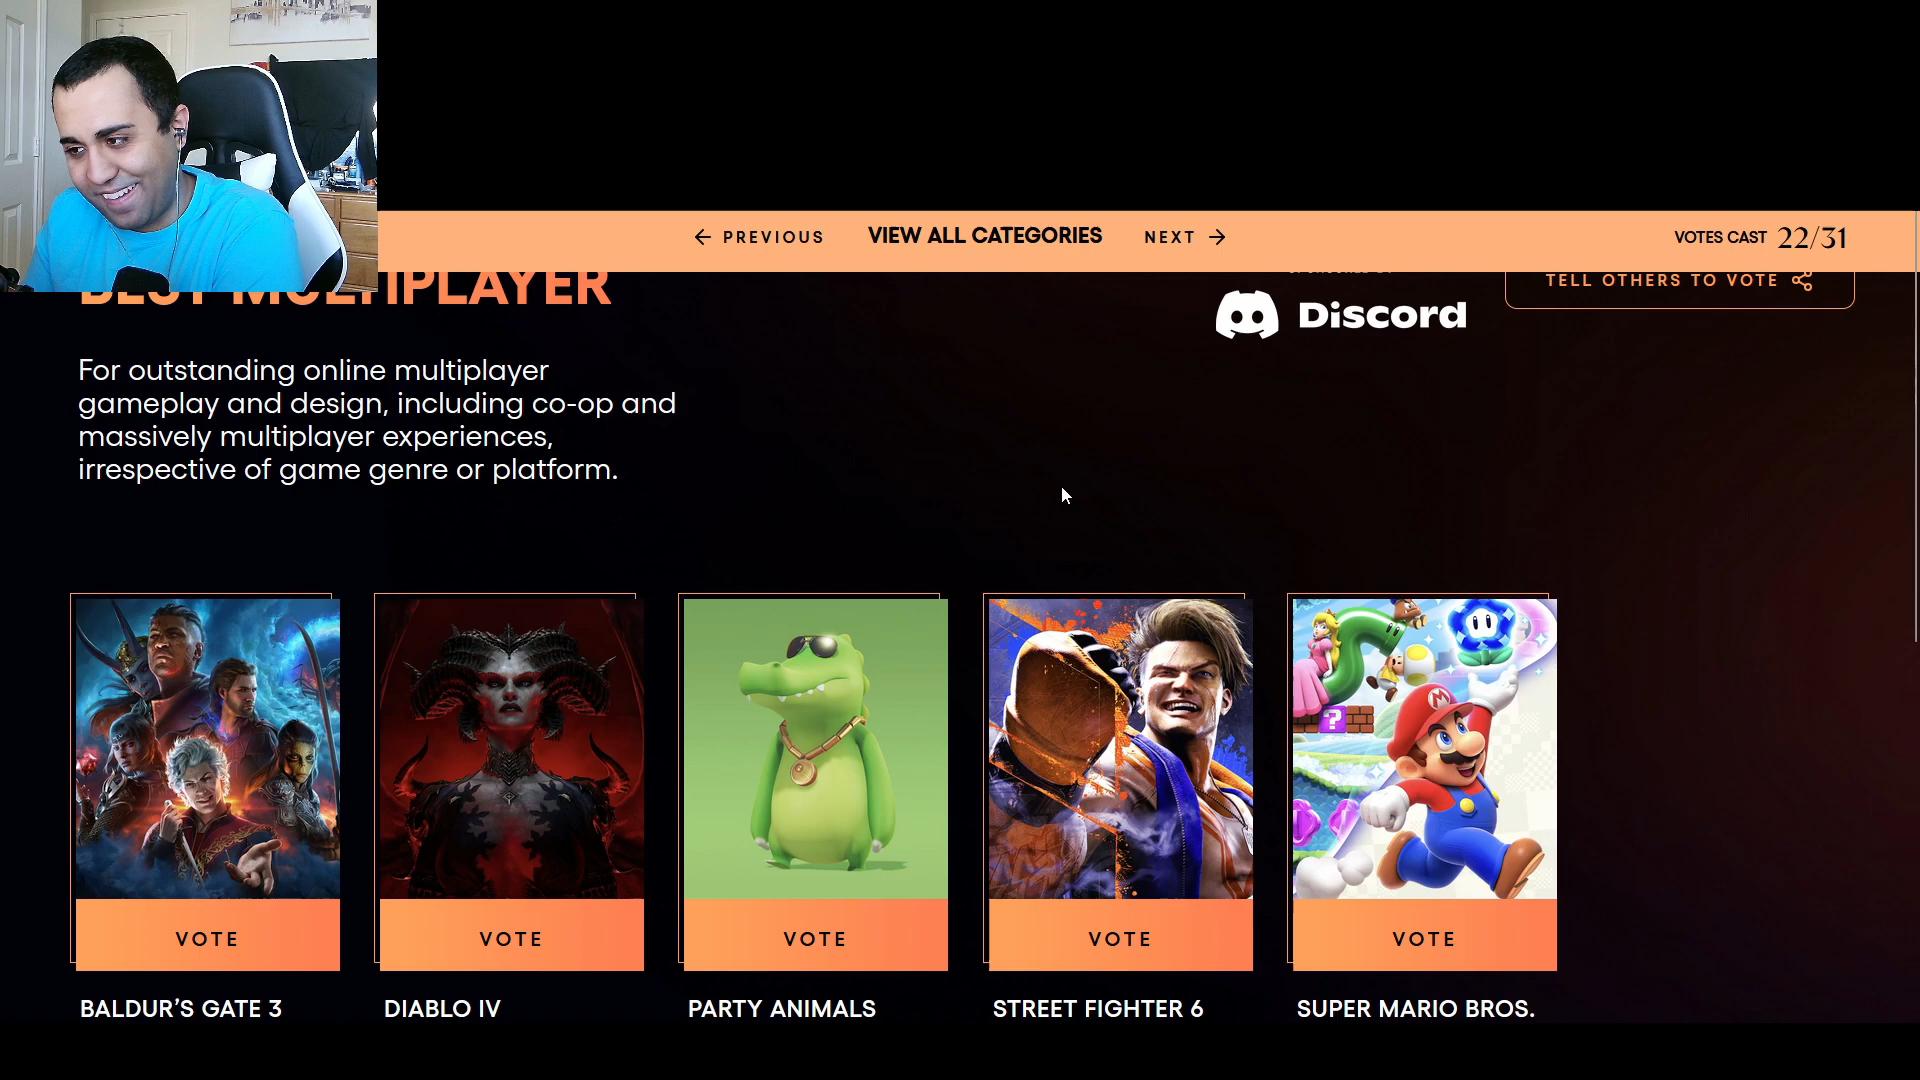 PREVIOUS
VIEW ALL CATEGORIES
NEXT
VOTES CAST 22/31
BEST MULTIPLAYER
Discord
TELL OTHERS TO VOTE
For outstanding online multiplayer
gameplay and design, including co-op and
massively multiplayer experiences,
irrespective of game genre or platform.
M
?
VOTE
VOTE
VOTE
VOTE
VOTE
BALDUR’S GATE 3
DIABLO IV
PARTY ANIMALS
STREET FIGHTER 6
SUPER MARIO BROS.